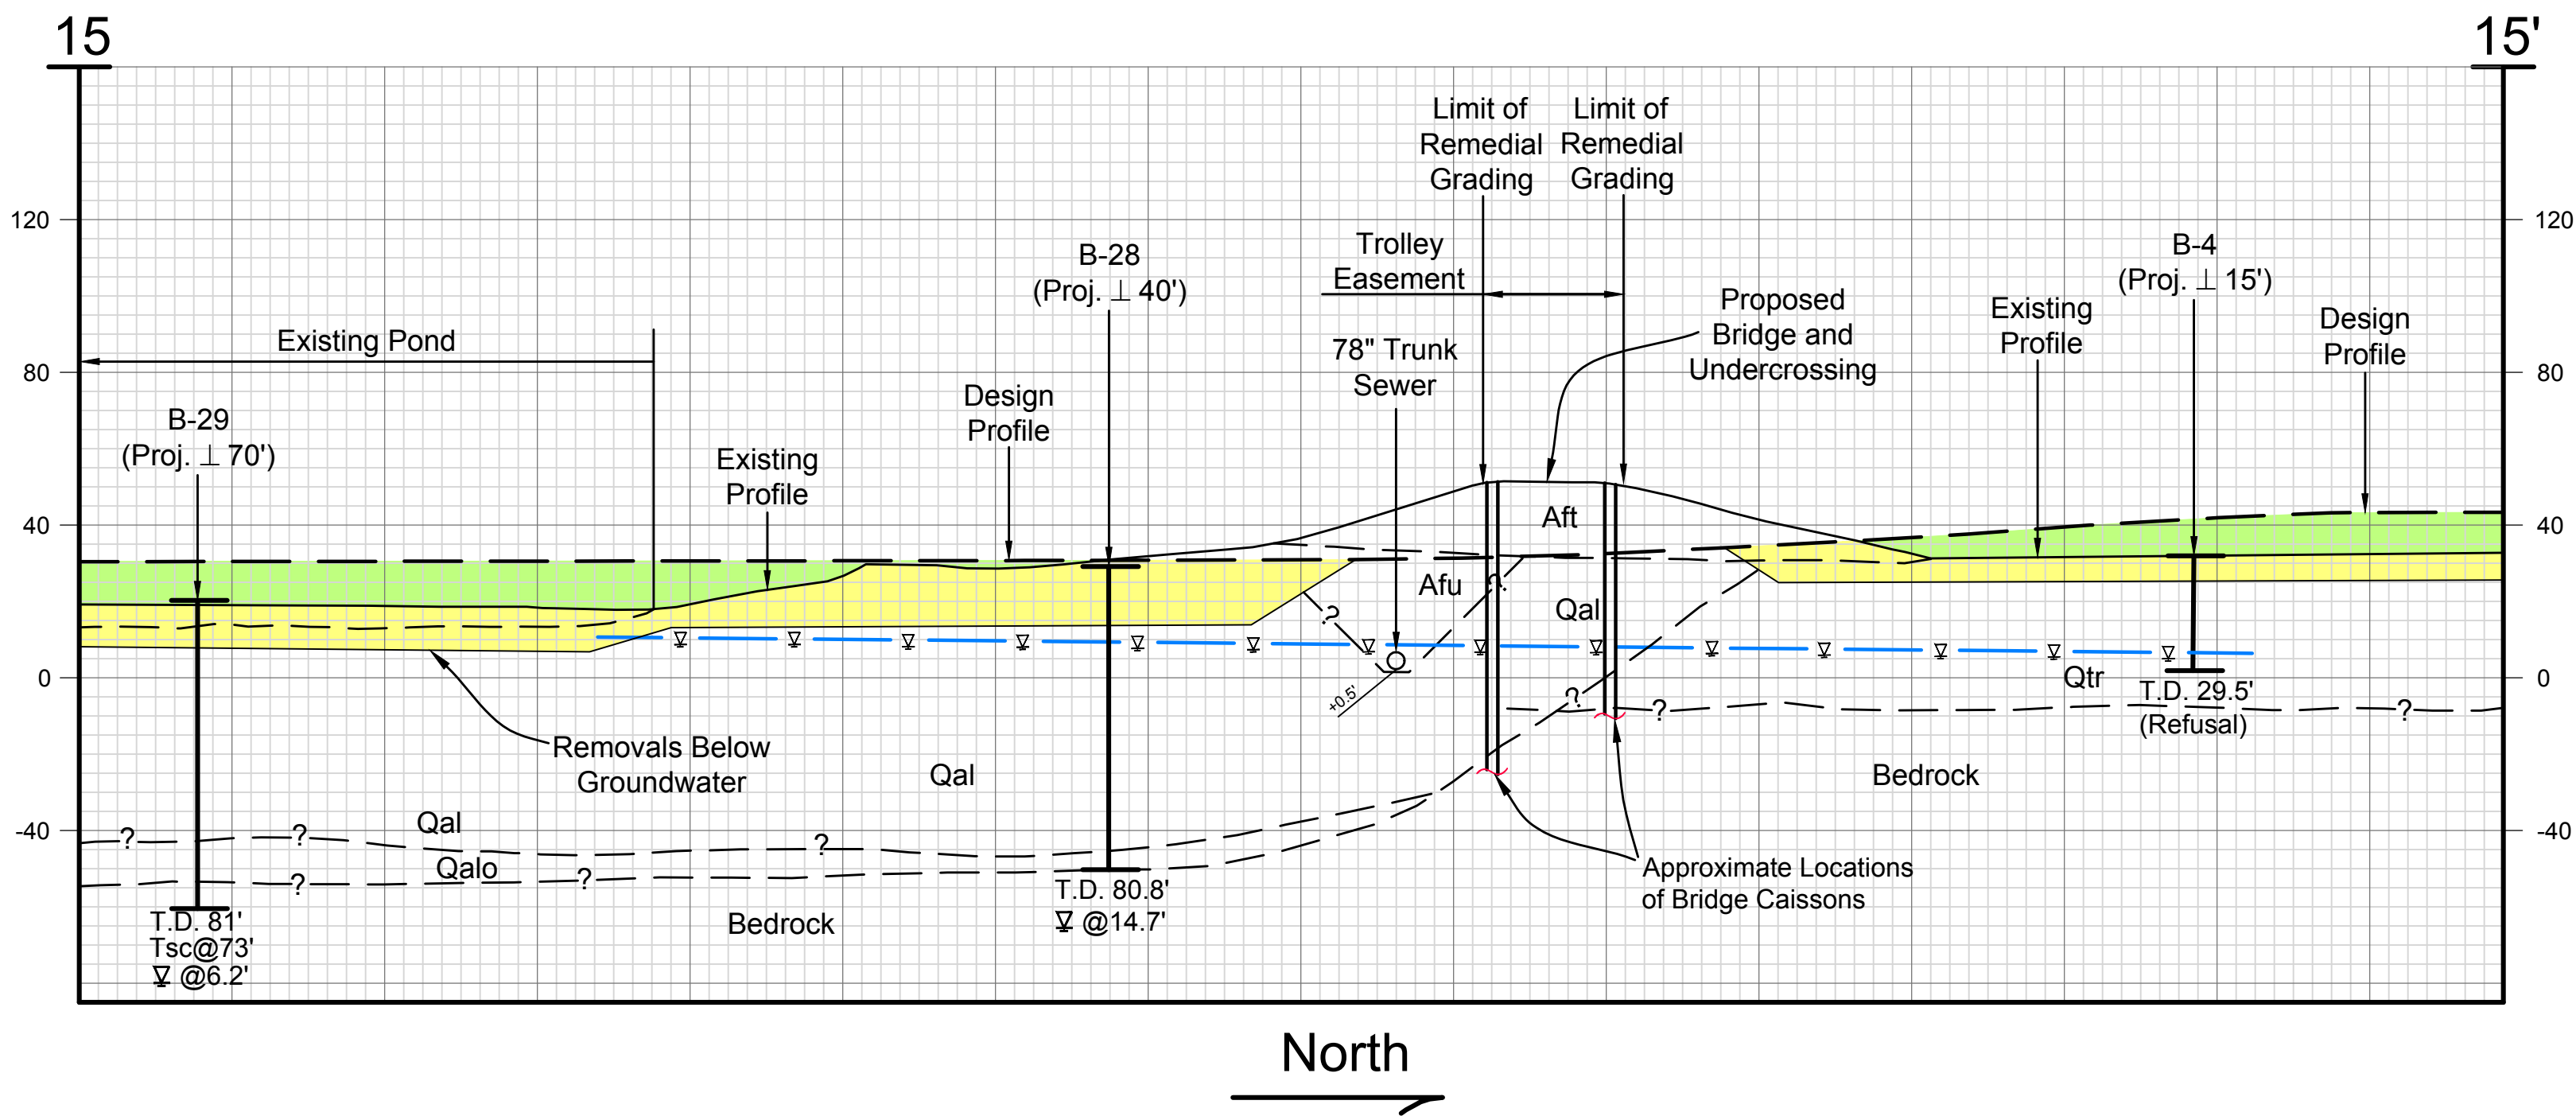 15
15'
Limit of
Remedial
Grading
Limit of
Remedial
Grading
120
120
Trolley
Easement
B-28
(Proj. ⊥ 40')
B-4
(Proj. ⊥ 15')
Proposed
Bridge and
Undercrossing
Existing
Profile
Design
Profile
Existing Pond
78" Trunk
Sewer
80
80
Design
Profile
B-29
(Proj. ⊥ 70')
Existing
Profile
40
40
Aft
Afu
?
?
Qal
0
0
Qtr
+0.5'
T.D. 29.5'
(Refusal)
?
?
?
Removals Below
Groundwater
Qal
Bedrock
Qal
-40
-40
?
?
?
Qalo
?
?
Approximate Locations
of Bridge Caissons
T.D. 80.8'
@14.7'
T.D. 81'
Tsc@73'
@6.2'
Bedrock
North